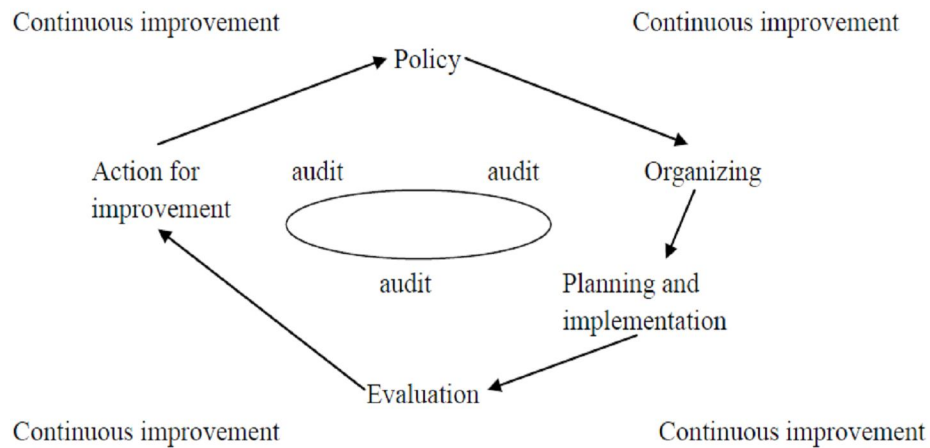 Continuous improvement
Continuous improvement
Policy
Action for
improvement
audit
audit
Organizing
audit
Planning and
implementation
Evaluation
Continuous improvement
Continuous improvement